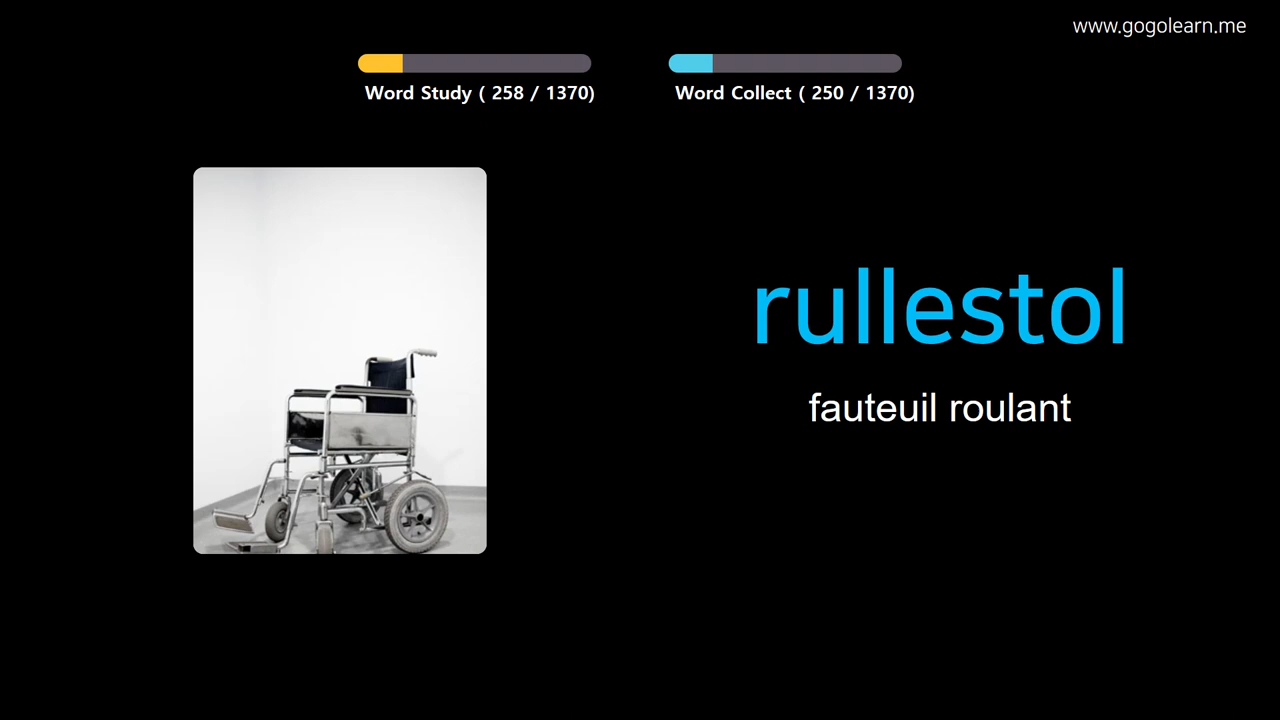 www.gogolearn.me
Word Study ( 258 / 1370)
Word Collect ( 250 / 1370)
rullestol
fauteuil roulant